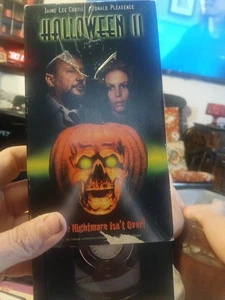 JAMIE LEE CURTIS DONALD PLEASENCE
HALLOWEEN II
Nightmare Isn't Over!